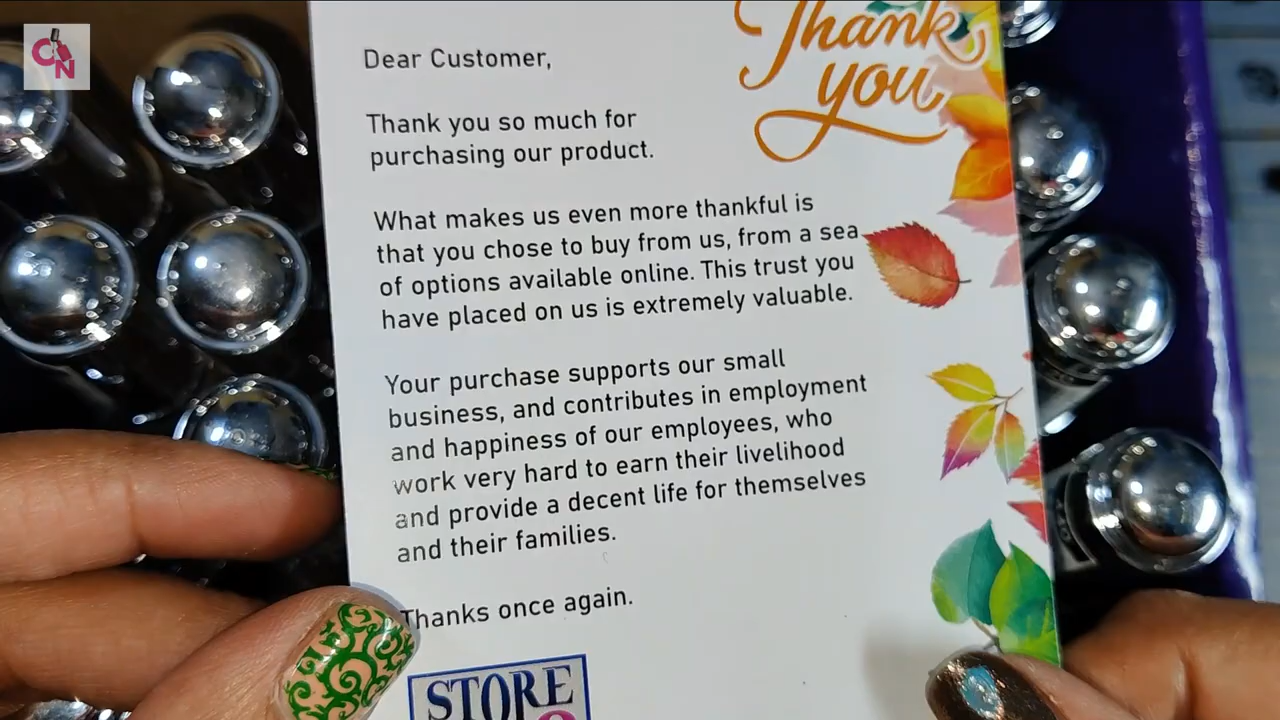 CN
Thank
you
Dear Customer,
Thank you so much for
purchasing our product.
What makes us even more thankful is
that you chose to buy from us, from a sea
of options available online. This trust you
have placed on us is extremely valuable.
Your purchase supports our small
business, and contributes in employment
and happiness of our employees, who
work very hard to earn their livelihood
and provide a decent life for themselves
and their families.
Thanks once again.
STORE